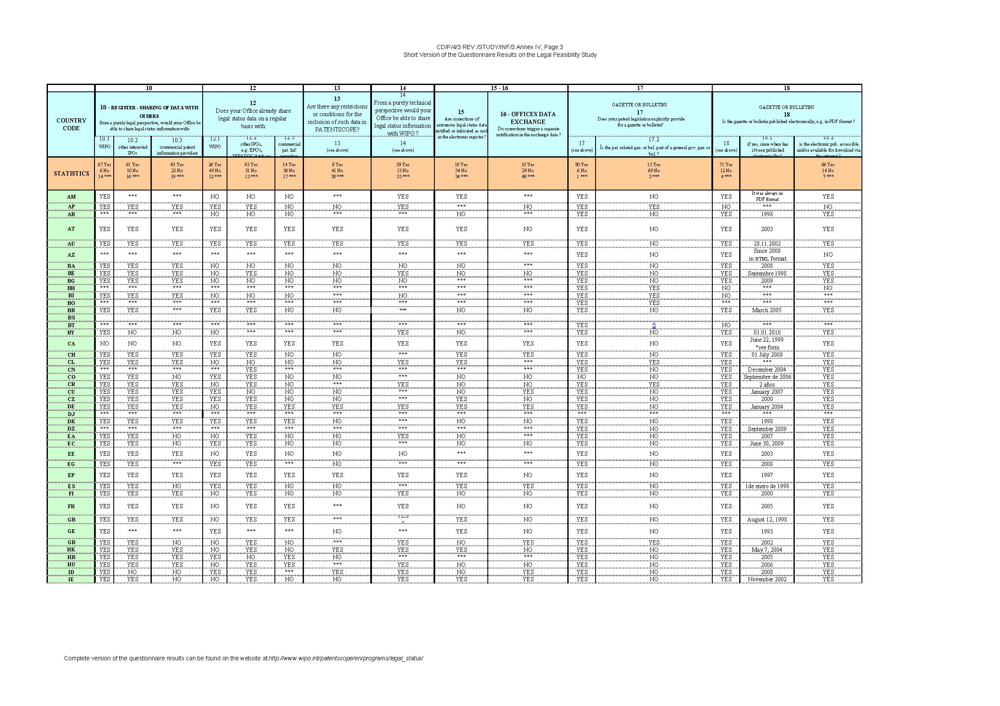 CDIP/4/3 REV./STUDY/INF/3 Annex IV, Page 3
Short Version of the Questionnaire Results on the Legal Feasibility Study
10 12 13 14 15 - 16 17 18
COUNTRY CODE
10 - REGISTER - SHARING OF DATA WITH OTHERS
from a purely legal perspective, would your Office be able to share legal status information with:
12
Does your Office already share legal status data on a regular basis with:
13
Are there any restrictions or conditions for the inclusion of such data in PATENTSCOPE?
14
From a purely technical perspective would your Office be able to share legal status information with WIPO ?
15
Are corrections of erroneous legal status data notified or indicated as such in the electronic register ?
16 - OFFICES DATA EXCHANGE
Do corrections trigger a separate notification in the exchange data ?
GAZETTE OR BULLETINS
17
Does your patent legislation explicitly provide for a gazette or bulletin?
GAZETTE OR BULLETINS
18
Is the gazette or bulletin published electronically, e.g. in PDF format ?
10.1 WIPO
10.2 other interested IPOs
10.3 commercial patent information providers
12.1 WIPO
12.2 other IPOs, e.g. EPO's, INPADOC database
12.3 commercial pat. Inf. providers
13 (see above)
14 (see above)
17 (see above)
17.2 Is the pat. related gaz. or bul. part of a general gov. gaz. or bul. ?
18 (see above)
18.1 if yes, since when has it been published electronically ?
18.2 is the electronic pub. accessible and/or available for download via the internet ?
STATISTICS
67 Yes 61 Yes 43 Yes 26 Yes 43 Yes 14 Yes 8 Yes 39 Yes 19 Yes 10 Yes 80 Yes 15 Yes 71 Yes 66 Yes
6 No 10 No 25 No 49 No 31 No 56 No 41 No 13 No 34 No 29 No 6 No 69 No 12 No 14 No
14 *** 16 *** 19 *** 12 *** 13 *** 17 *** 38 *** 35 *** 34 *** 48 *** 1 *** 3 *** 4 *** 7 ***
AM YES *** *** NO NO NO *** YES YES *** YES NO YES It was always in PDF format YES
AP YES YES YES YES YES NO NO YES *** NO YES YES NO *** NO
AR *** *** *** NO NO NO *** *** NO *** YES NO YES 1998 YES
AT YES YES YES YES YES YES YES YES YES NO YES NO YES 2003 YES
AU YES YES YES YES YES YES YES YES YES YES YES NO YES 28.11.2002 YES
AZ *** *** *** *** *** *** *** *** *** *** YES NO YES Since 2008 in HTML format NO
BA YES YES YES NO NO NO NO NO NO *** YES NO YES 2008 YES
BE YES YES YES NO YES NO NO YES NO NO YES NO YES Septembre 1998 YES
BG YES YES YES NO NO NO NO NO *** *** YES NO YES 2009 YES
BH *** *** *** *** *** *** *** *** *** *** YES YES NO *** NO
BI YES YES YES NO NO NO *** NO *** *** YES YES NO *** ***
BO *** *** *** *** *** *** *** *** *** *** YES YES *** *** ***
BR YES YES *** YES YES NO NO *** NO NO YES NO YES March 2005 YES
BS
BT *** *** *** *** *** *** *** *** *** *** YES 5 NO *** ***
BY YES NO NO NO *** *** *** YES NO *** YES NO YES 01.01.2010 YES
CA NO NO NO YES YES YES YES YES YES YES YES NO YES June 22, 1999 *see form YES
CH YES YES YES YES YES NO NO *** YES YES YES NO YES 01 July 2008 YES
CL YES YES YES NO NO NO NO YES YES *** YES YES YES *** YES
CN *** *** *** *** YES *** *** *** *** *** YES NO YES December 2004 YES
CO YES YES NO YES YES NO NO *** NO NO NO NO YES Septiembre de 2006 YES
CR YES YES YES NO YES NO *** YES NO NO YES YES YES 2 años YES
CU YES YES YES YES NO NO NO *** NO YES YES NO YES January 2007 YES
CZ YES YES YES YES YES NO NO *** YES NO YES NO YES 2000 YES
DE YES YES YES NO YES YES YES YES YES YES YES NO YES January 2004 YES
DJ *** *** *** *** *** *** *** *** *** *** *** *** *** *** ***
DK YES YES YES YES YES YES NO *** NO NO YES NO YES 1998 YES
DZ *** *** *** *** *** *** *** *** *** *** YES NO YES September 2009 YES
EA YES YES NO NO YES NO NO YES NO *** YES NO YES 2007 YES
EC YES YES NO YES YES NO NO *** NO NO YES NO YES June 30, 2009 YES
EE YES YES YES NO YES NO NO NO *** *** YES NO YES 2003 YES
EG YES YES *** YES YES *** NO *** *** *** YES NO YES 2008 YES
EP YES YES YES YES YES YES YES YES YES NO YES NO YES 1997 YES
ES YES YES NO YES YES NO NO *** YES YES YES NO YES 1de enero de 1998 YES
FI YES YES YES NO YES NO NO YES NO NO YES NO YES 2000 YES
FR YES YES YES NO YES YES *** YES NO NO YES NO YES 2005 YES
GB YES YES YES NO YES YES *** YES * YES NO YES NO YES August 12, 1998 YES
GE YES *** *** YES *** *** NO *** YES NO YES NO YES 1993 YES
GR YES YES NO NO YES NO *** YES NO YES YES YES YES 2002 YES
HK YES YES YES NO YES NO YES YES YES NO YES NO YES May 7, 2004 YES
HR YES YES YES YES NO YES NO *** *** *** YES NO YES 2005 YES
HU YES YES YES NO YES YES *** YES NO NO YES NO YES 2006 YES
ID YES NO NO YES YES *** YES YES NO YES YES NO YES 2008 YES
IE YES YES NO NO YES NO NO YES YES YES YES NO YES November 2002 YES
Complete version of the questionnaire results can be found on the website at:http://www.wipo.int/patentscope/en/programs/legal_status/